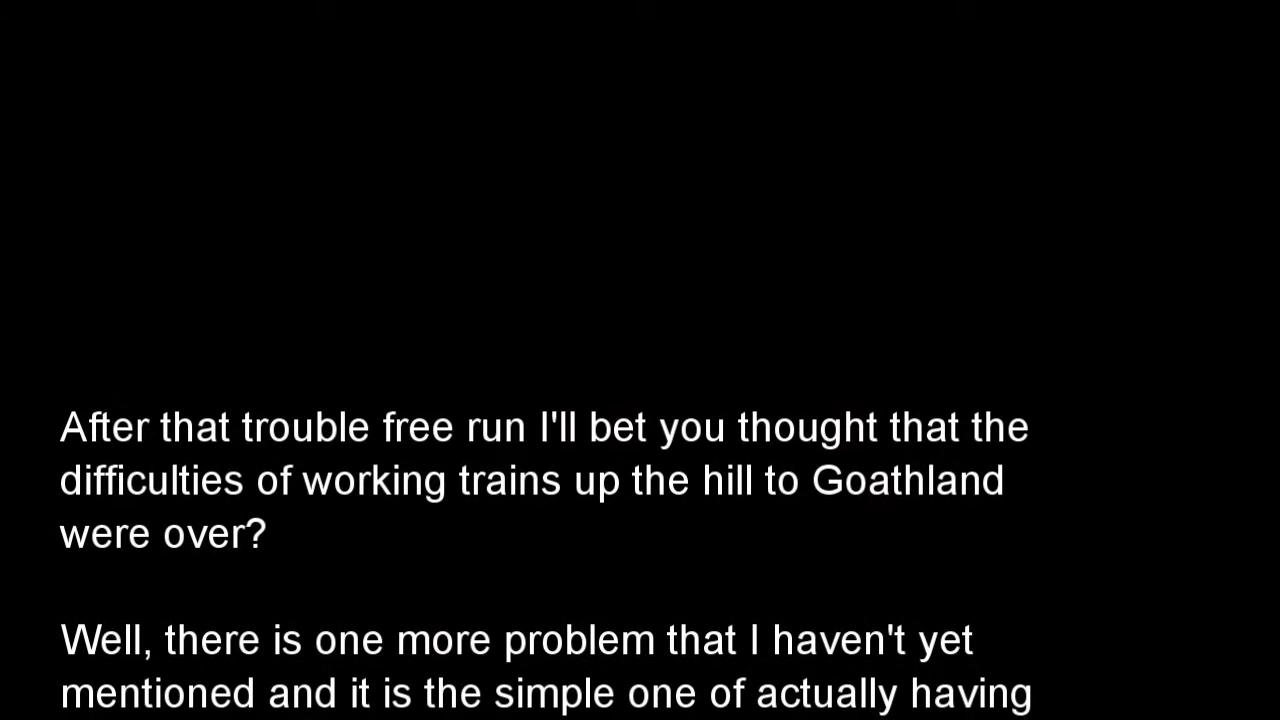 After that trouble free run I'll bet you thought that the
difficulties of working trains up the hill to Goathland
were over?
Well, there is one more problem that I haven't yet
mentioned and it is the simple one of actually having